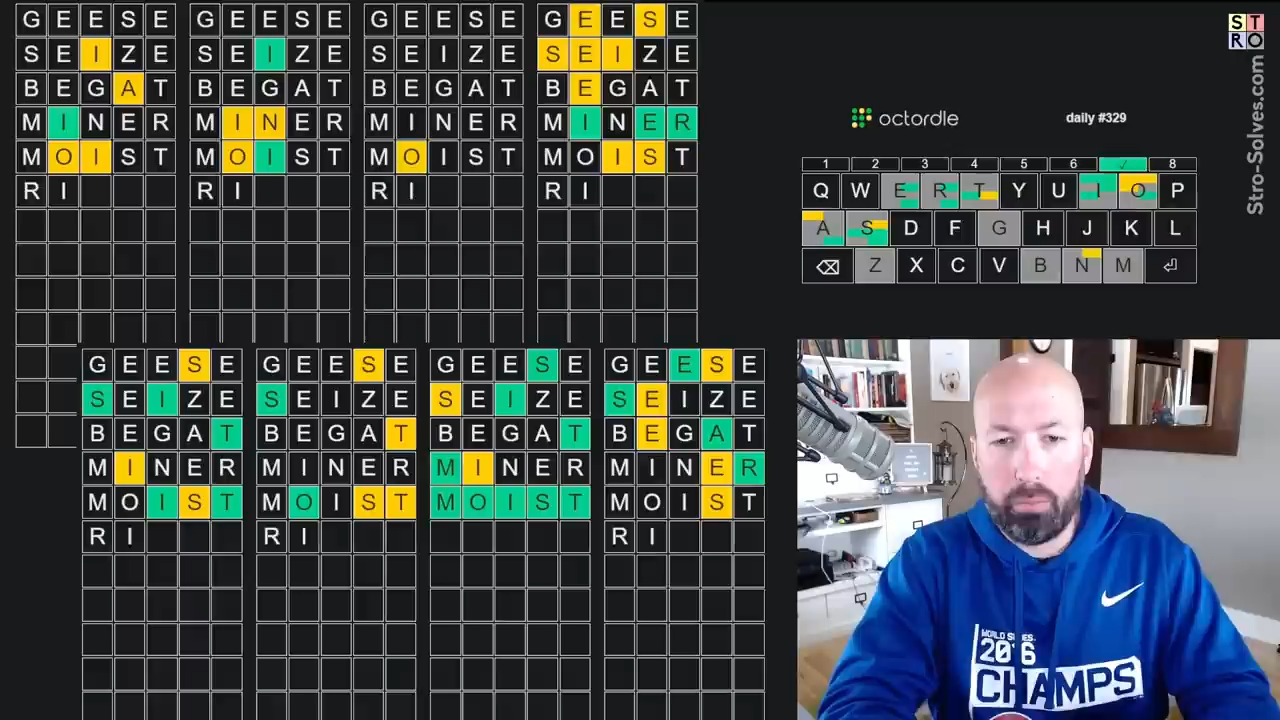 GEESE GEESE GEESE GEESE
SEIZE SEIZE SEIZE SEIZE
BEGAT BEGAT BEGAT BEGAT
MINER MINER MINER MINER
MOIST MOIST MOIST MOIST
RI RI RI RI
GEESE GEESE GEESE GEESE
SEIZE SEIZE SEIZE SEIZE
BEGAT BEGAT BEGAT BEGAT
MINER MINER MINER MINER
MOIST MOIST MOIST MOIST
RI RI RI RI
octordle daily #329
1 2 3 4 5 6 ✓ 8
Q W E R T Y U I O P
A S D F G H J K L
Z X C V B N M
ST
RO
Stro-Solves.com
WORLD SERIES
2016
CHAMPS